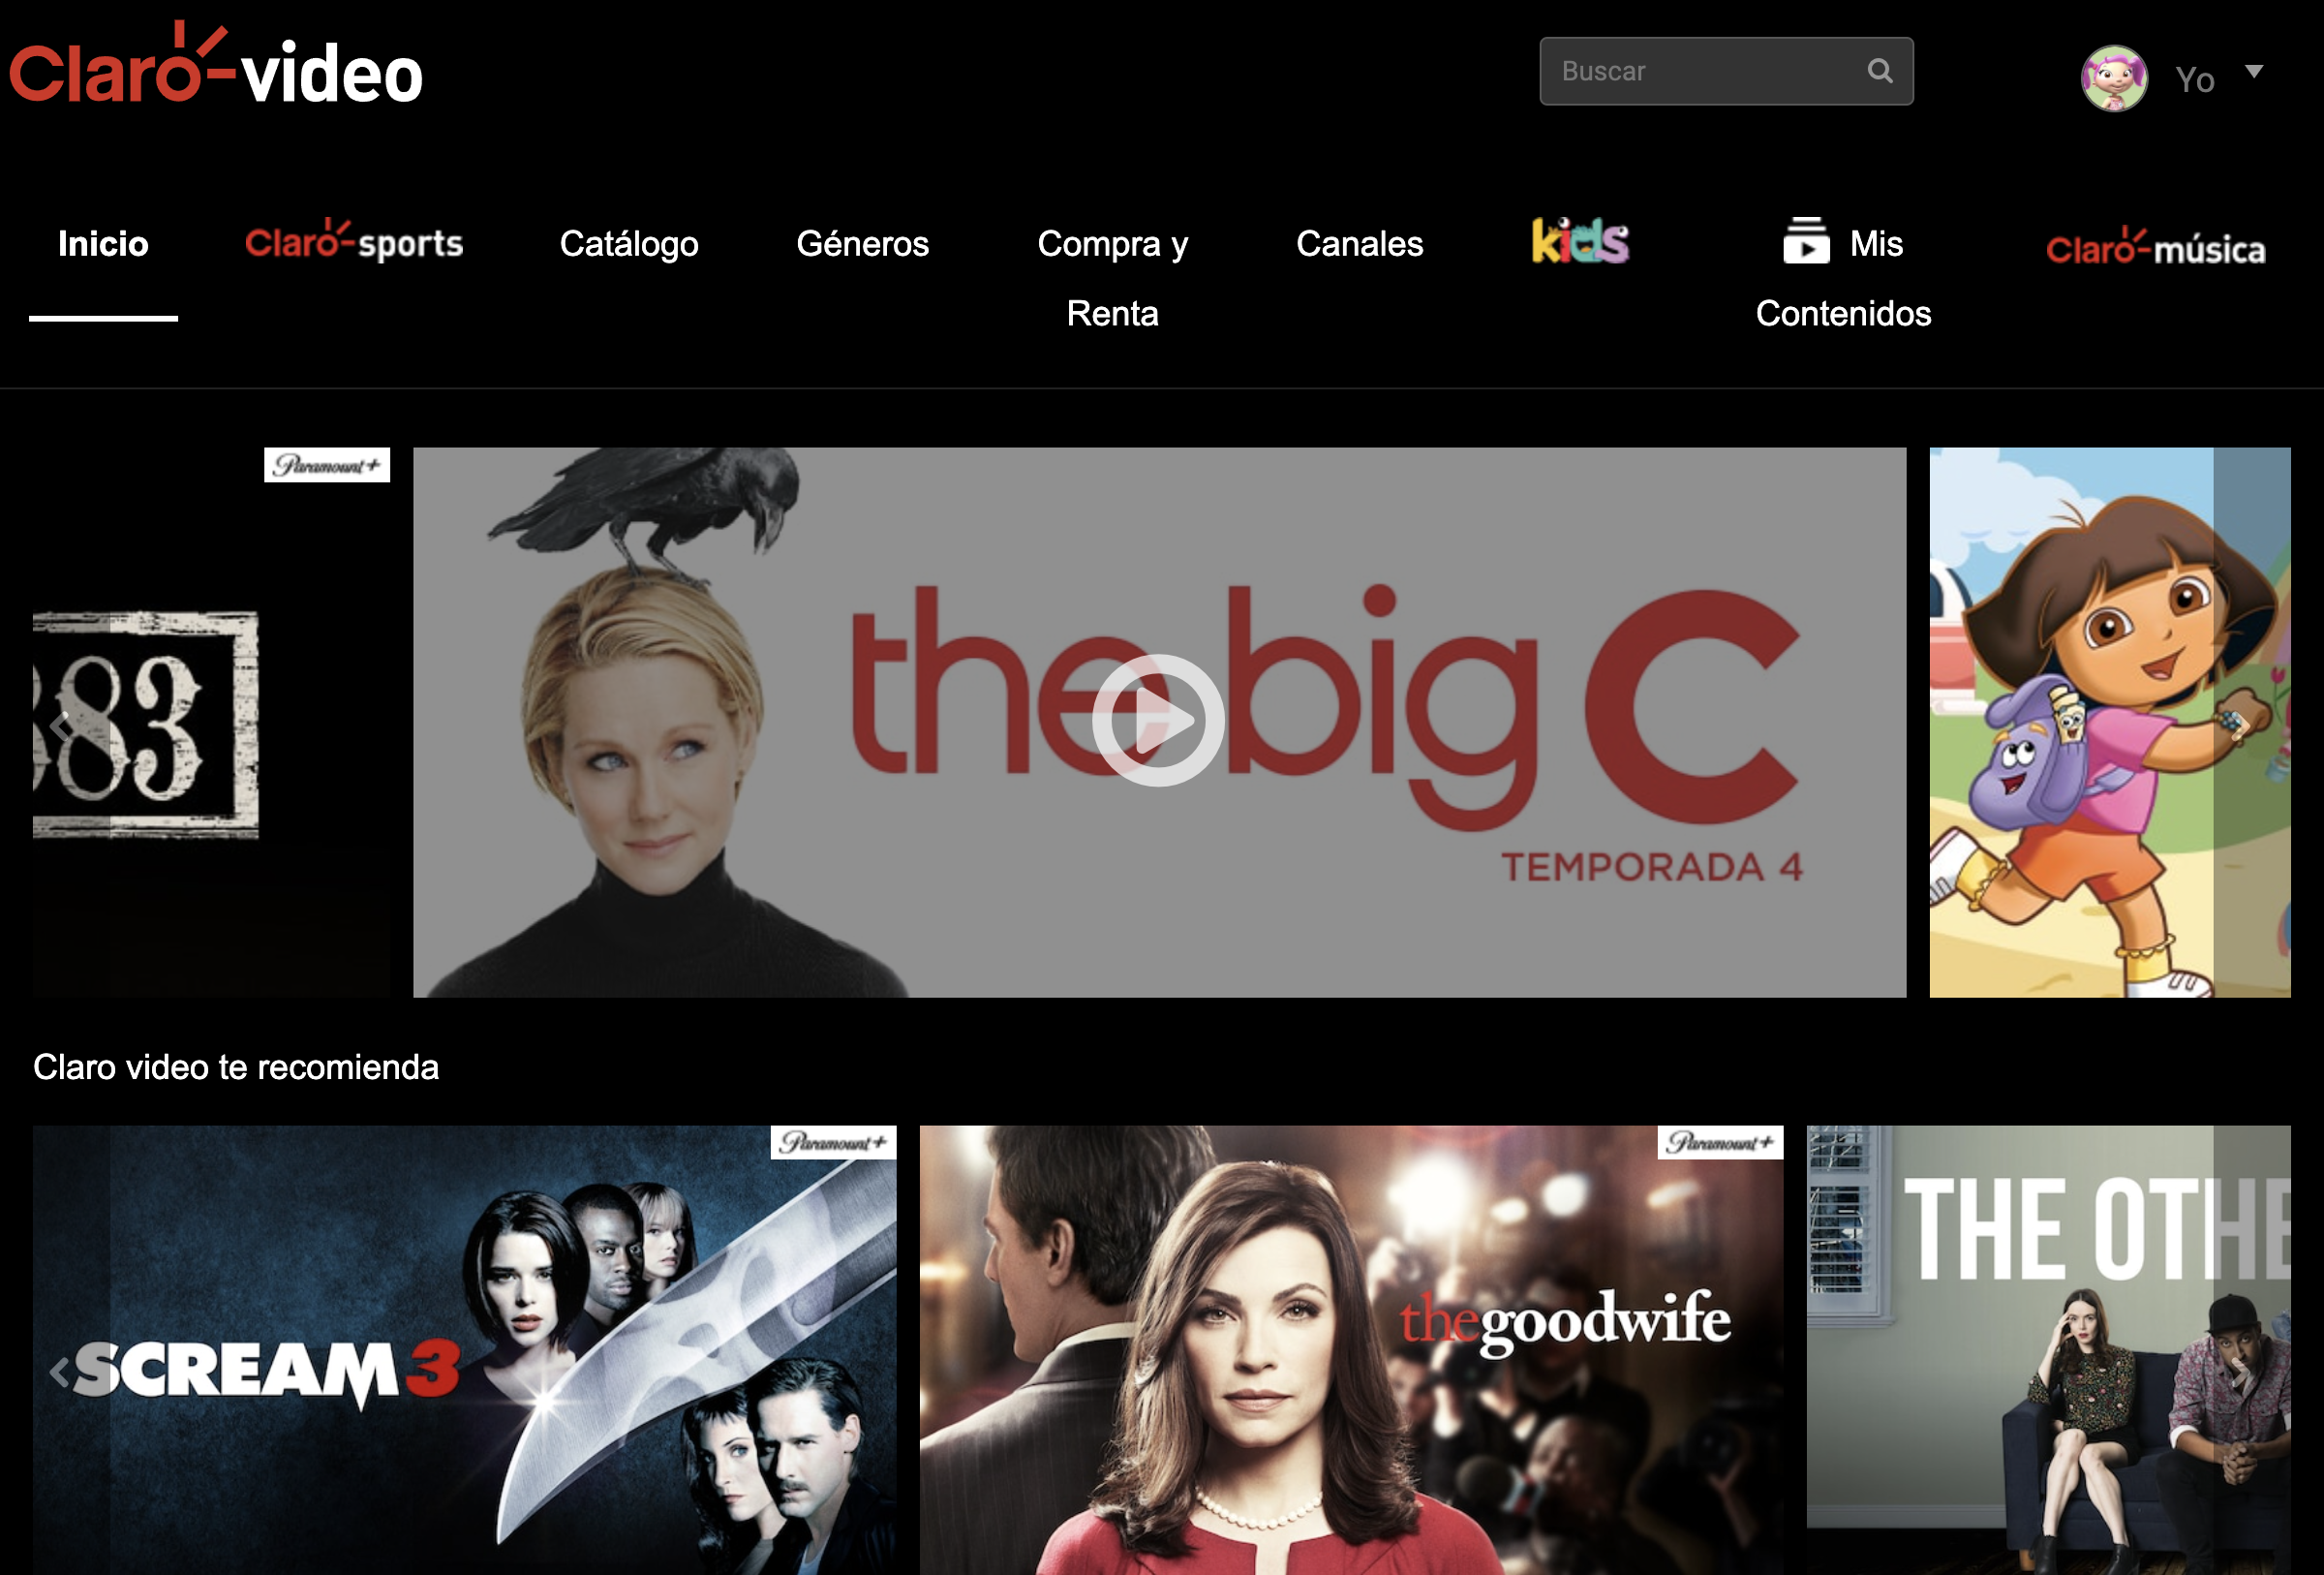 Claro-video
Buscar
Yo
Inicio
Claro-sports
Catálogo
Géneros
Compra y
Renta
Canales
kids
Mis
Contenidos
Claro-música
Paramount+
883
the big C
TEMPORADA 4
Claro video te recomienda
Paramount+
SCREAM 3
Paramount+
thegoodwife
THE OTHE